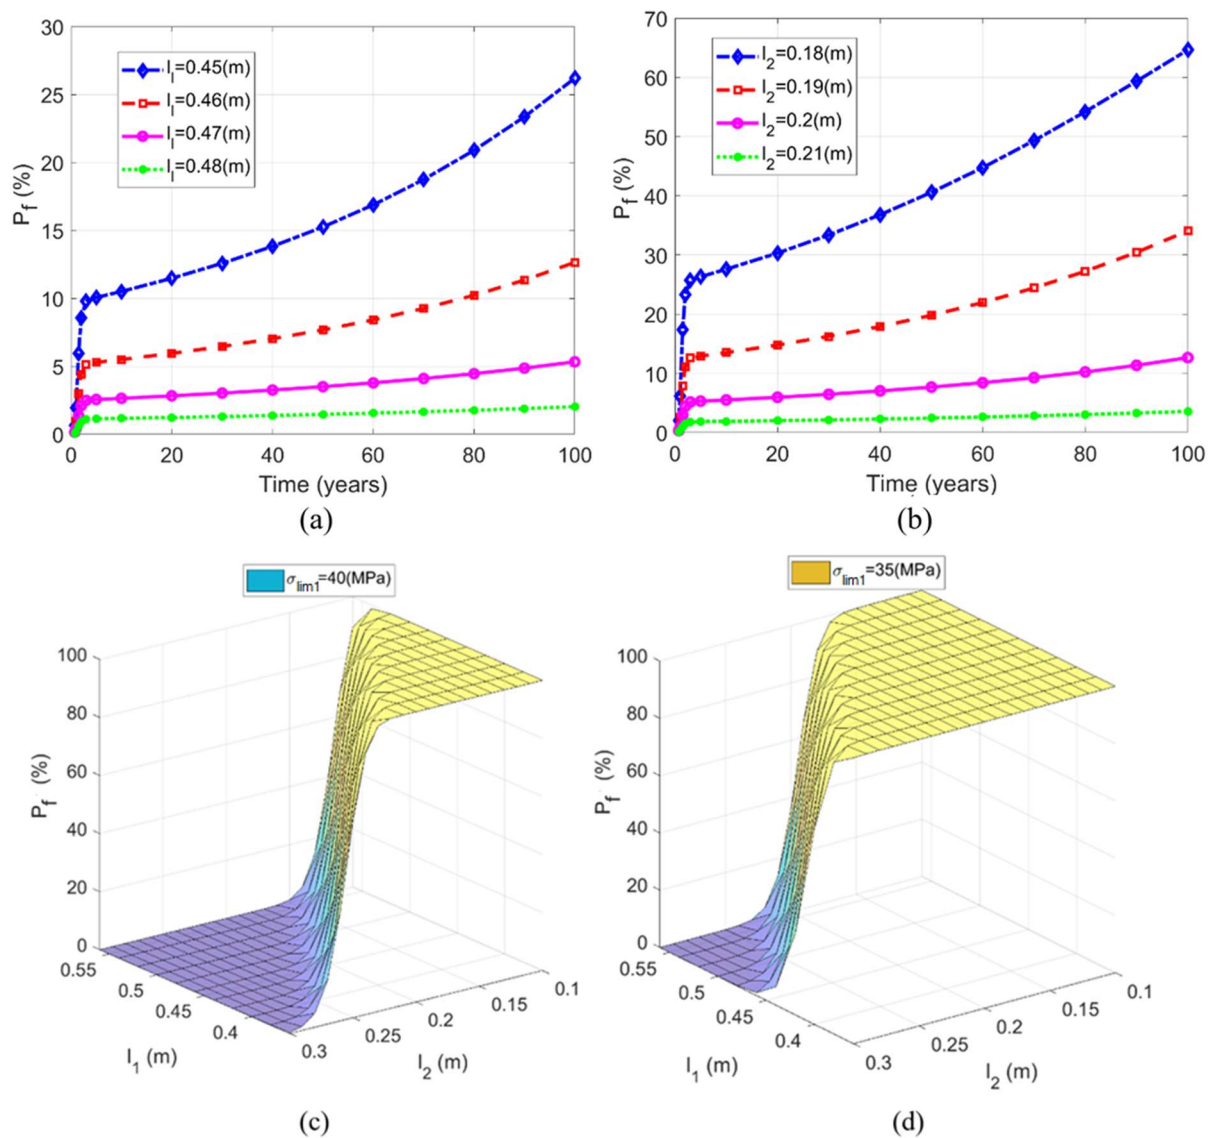 30
25
20
15
10
5
0
P_f (%)
l_l=0.45(m)
l_l=0.46(m)
l_l=0.47(m)
l_l=0.48(m)
0 20 40 60 80 100
Time (years)
(a)
70
60
50
40
30
20
10
0
P_f (%)
l_2=0.18(m)
l_2=0.19(m)
l_2=0.2(m)
l_2=0.21(m)
0 20 40 60 80 100
Time (years)
(b)
σ_lim1=40(MPa)
100
80
60
40
20
0
P_f (%)
0.55
0.5
0.45
0.4
l_1 (m)
0.3
0.25
0.2
0.15
0.1
l_2 (m)
(c)
σ_lim1=35(MPa)
100
80
60
40
20
0
P_f (%)
0.55
0.5
0.45
0.4
l_1 (m)
0.3
0.25
0.2
0.15
0.1
l_2 (m)
(d)